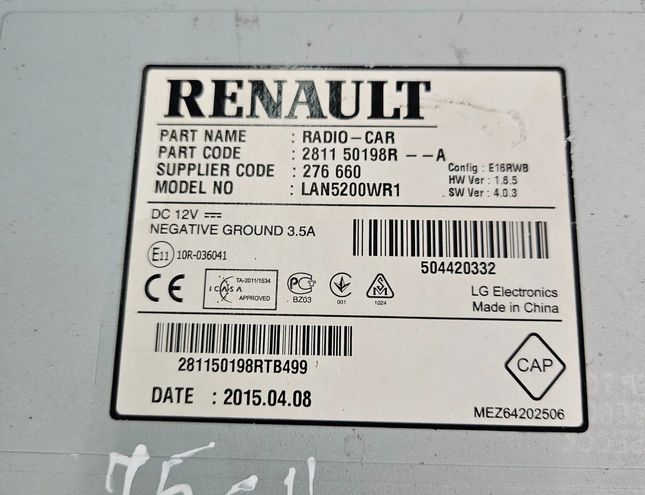 RENAULT
PART NAME : RADIO-CAR
PART CODE : 2811 50198R --A
SUPPLIER CODE : 276 660
MODEL NO : LAN5200WR1
Config : E16RWB
HW Ver : 1.6.5
SW Ver : 4.0.3
DC 12V
NEGATIVE GROUND 3.5A
E11 10R-036041
504420332
CE
ICASA
TA-2011/1534
APPROVED
PG
BZ03
001
SM
1024
LG Electronics
Made in China
281150198RTB499
CAP
DATE : 2015.04.08
MEZ64202506